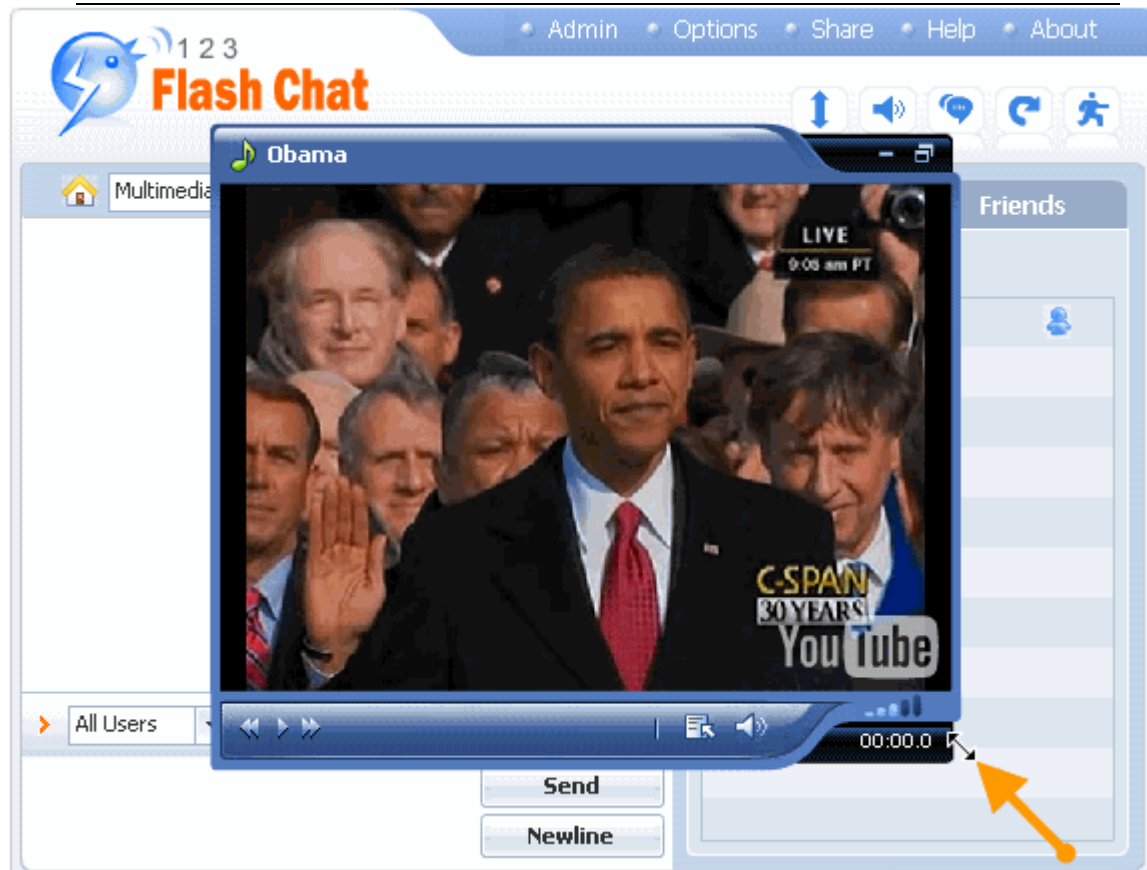 Admin Options Share Help About
123
Flash Chat
Obama
Multimedia
Friends
LIVE
9:05 am PT
C-SPAN
30 YEARS
YouTube
All Users
00:00.0
Send
Newline